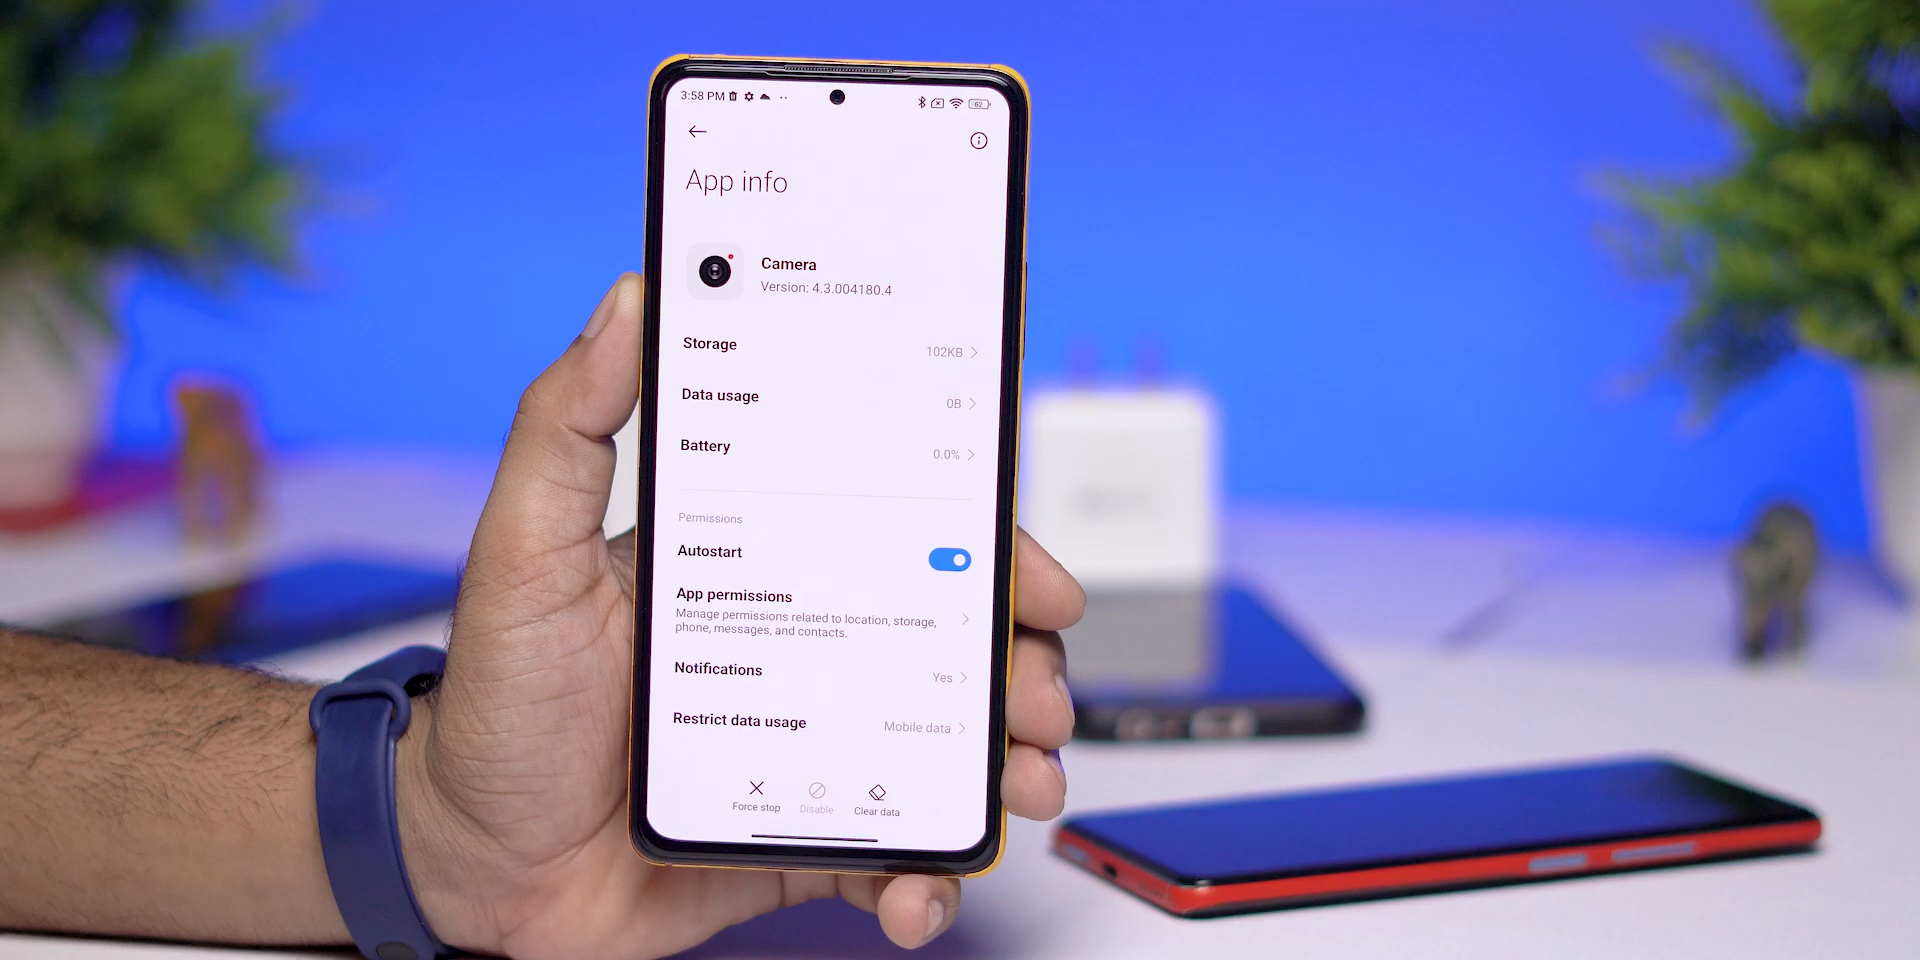 3:58 PM
62
App info
Camera
Version: 4.3.004180.4
Storage
102KB
Data usage
0B
Battery
0.0%
Permissions
Autostart
App permissions
Manage permissions related to location, storage,
phone, messages, and contacts.
Notifications
Yes
Restrict data usage
Mobile data
Force stop
Disable
Clear data